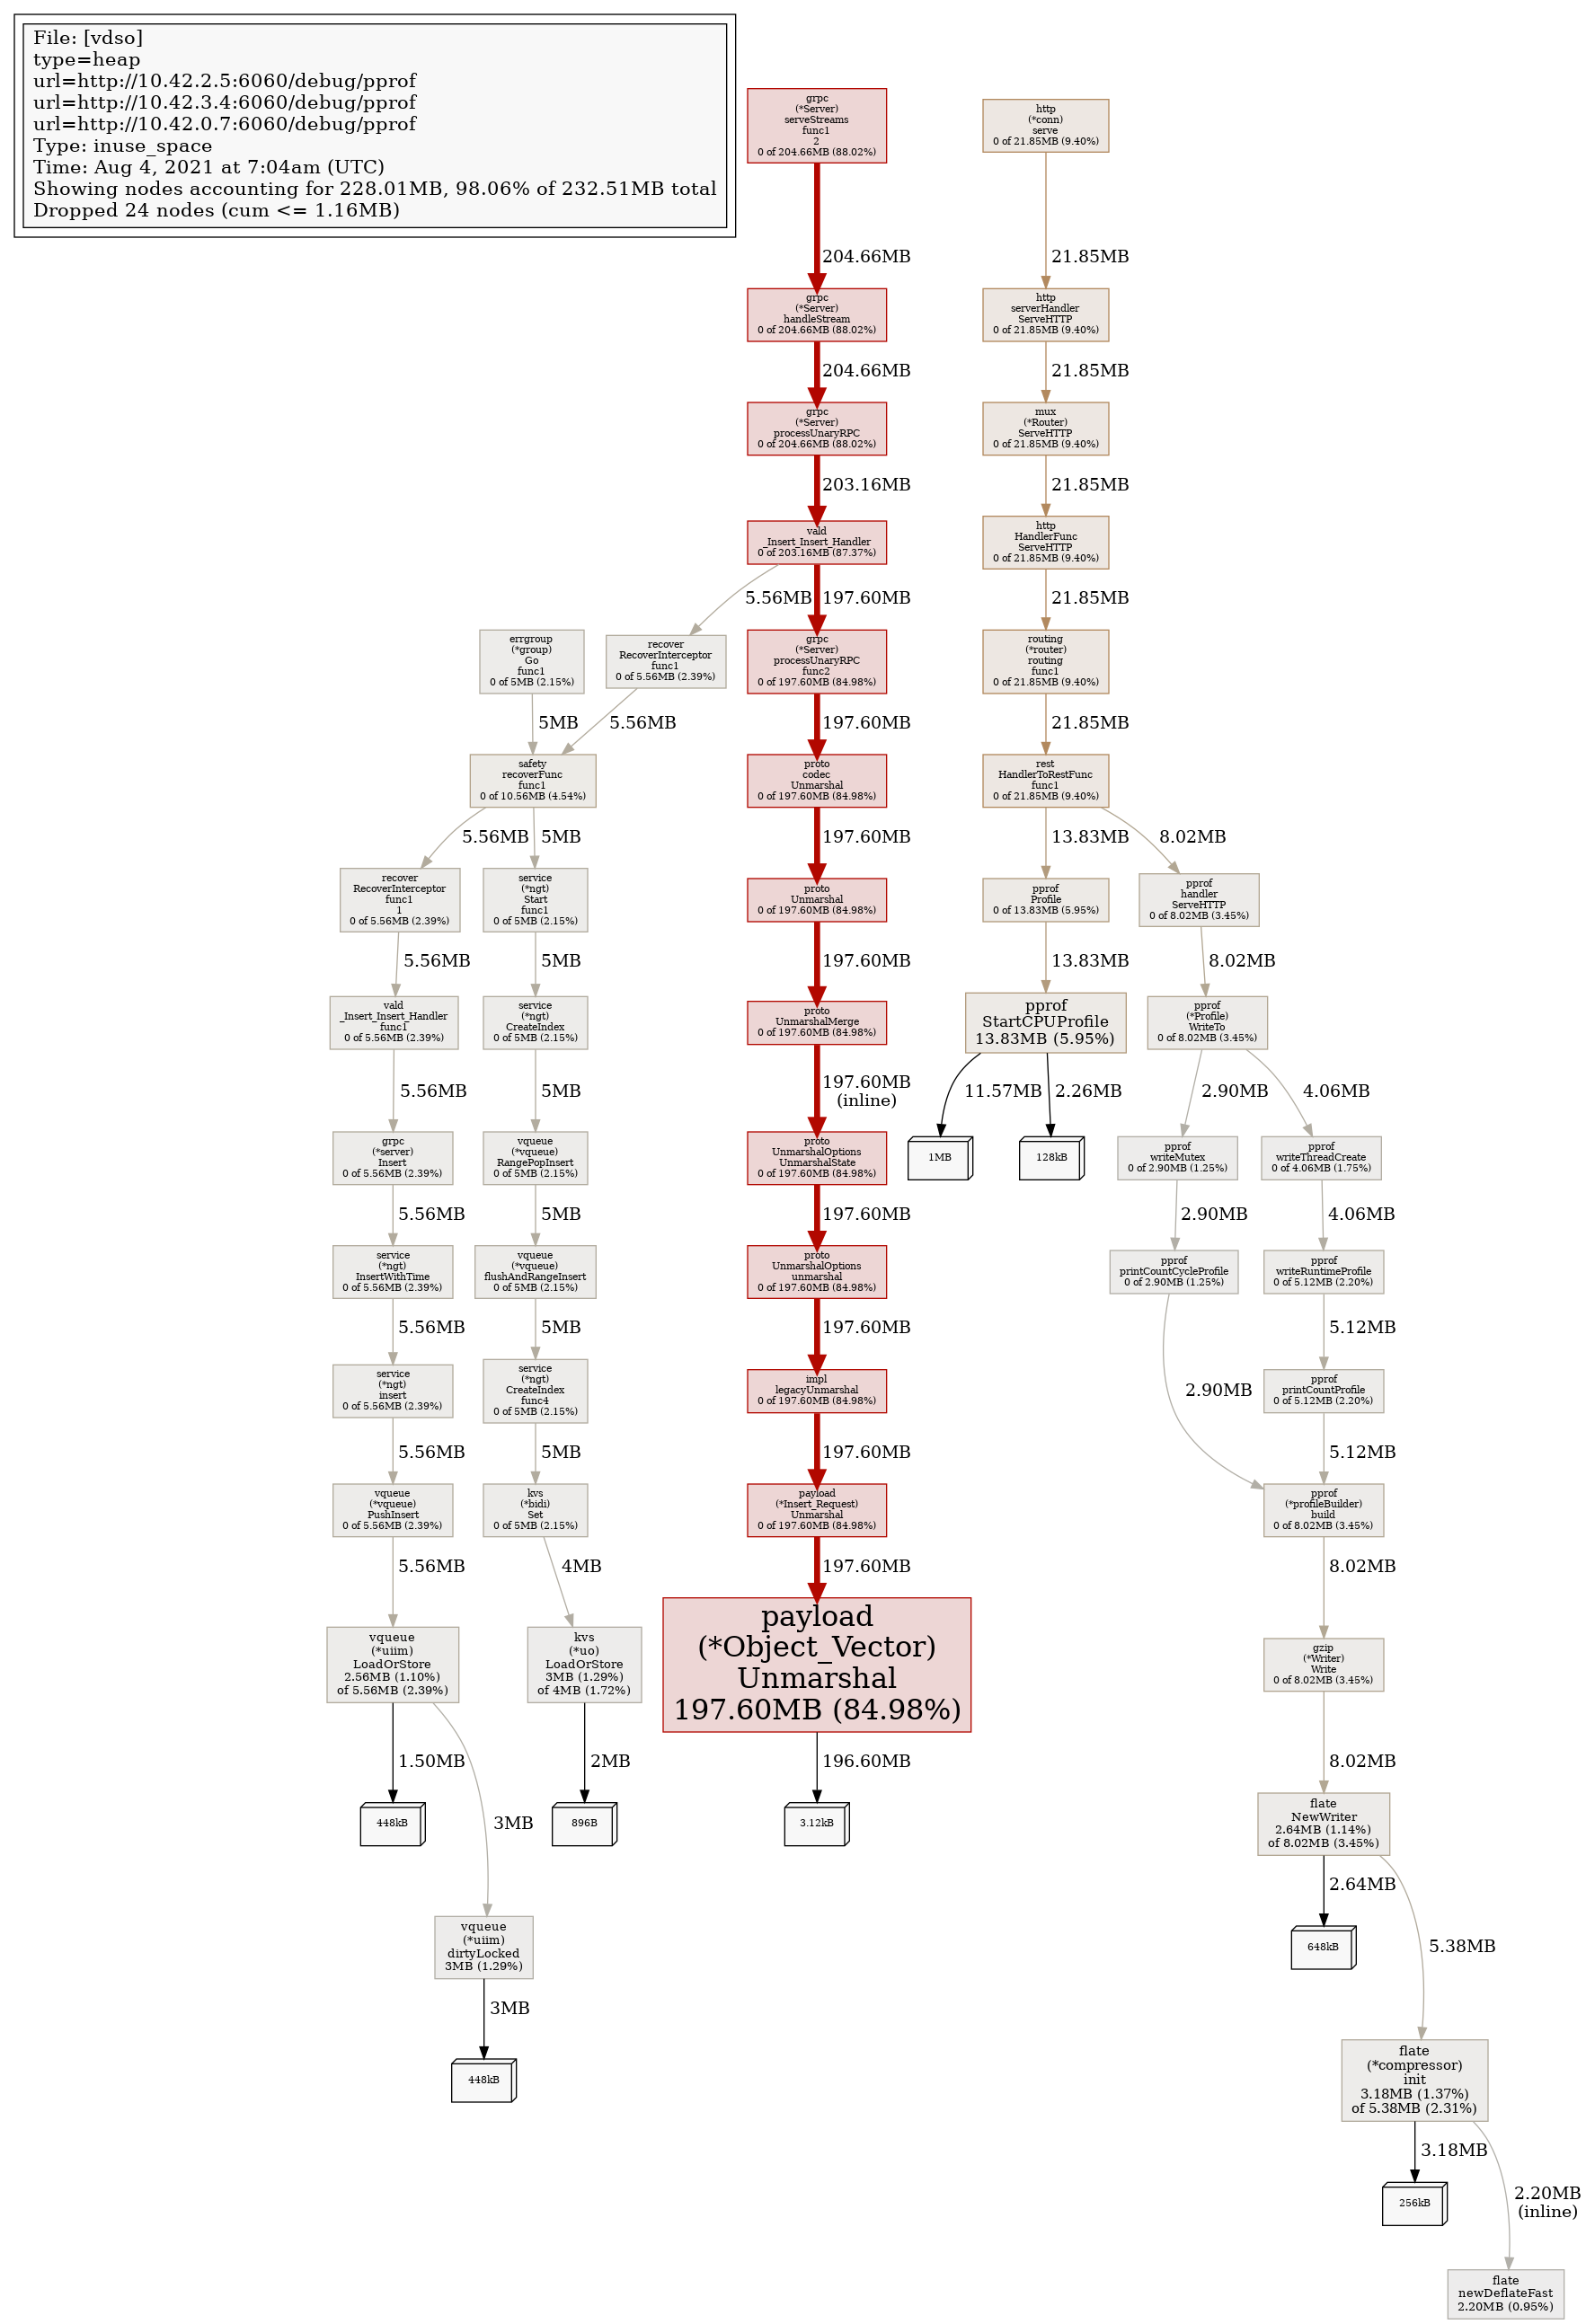 File: [vdso]
type=heap
url=http://10.42.2.5:6060/debug/pprof
url=http://10.42.3.4:6060/debug/pprof
url=http://10.42.0.7:6060/debug/pprof
Type: inuse_space
Time: Aug 4, 2021 at 7:04am (UTC)
Showing nodes accounting for 228.01MB, 98.06% of 232.51MB total
Dropped 24 nodes (cum <= 1.16MB)
grpc
(*Server)
serveStreams
func1
2
0 of 204.66MB (88.02%)
http
(*conn)
serve
0 of 21.85MB (9.40%)
204.66MB
21.85MB
grpc
(*Server)
handleStream
0 of 204.66MB (88.02%)
http
serverHandler
ServeHTTP
0 of 21.85MB (9.40%)
204.66MB
21.85MB
grpc
(*Server)
processUnaryRPC
0 of 204.66MB (88.02%)
mux
(*Router)
ServeHTTP
0 of 21.85MB (9.40%)
203.16MB
21.85MB
vald
_Insert_Insert_Handler
0 of 203.16MB (87.37%)
http
HandlerFunc
ServeHTTP
0 of 21.85MB (9.40%)
5.56MB
197.60MB
21.85MB
errgroup
(*group)
Go
func1
0 of 5MB (2.15%)
recover
RecoverInterceptor
func1
0 of 5.56MB (2.39%)
grpc
(*Server)
processUnaryRPC
func2
0 of 197.60MB (84.98%)
routing
(*router)
routing
func1
0 of 21.85MB (9.40%)
5MB
5.56MB
197.60MB
21.85MB
safety
recoverFunc
func1
0 of 10.56MB (4.54%)
proto
codec
Unmarshal
0 of 197.60MB (84.98%)
rest
HandlerToRestFunc
func1
0 of 21.85MB (9.40%)
5.56MB
5MB
197.60MB
13.83MB
8.02MB
recover
RecoverInterceptor
func1
1
0 of 5.56MB (2.39%)
service
(*ngt)
Start
func1
0 of 5MB (2.15%)
proto
Unmarshal
0 of 197.60MB (84.98%)
pprof
Profile
0 of 13.83MB (5.95%)
pprof
handler
ServeHTTP
0 of 8.02MB (3.45%)
5.56MB
5MB
197.60MB
13.83MB
8.02MB
vald
_Insert_Insert_Handler
func1
0 of 5.56MB (2.39%)
service
(*ngt)
CreateIndex
0 of 5MB (2.15%)
proto
UnmarshalMerge
0 of 197.60MB (84.98%)
pprof
StartCPUProfile
13.83MB (5.95%)
pprof
(*Profile)
WriteTo
0 of 8.02MB (3.45%)
5.56MB
5MB
197.60MB
(inline)
11.57MB
2.26MB
2.90MB
4.06MB
grpc
(*server)
Insert
0 of 5.56MB (2.39%)
vqueue
(*vqueue)
RangePopInsert
0 of 5MB (2.15%)
proto
UnmarshalOptions
UnmarshalState
0 of 197.60MB (84.98%)
1MB
128kB
pprof
writeMutex
0 of 2.90MB (1.25%)
pprof
writeThreadCreate
0 of 4.06MB (1.75%)
5.56MB
5MB
197.60MB
2.90MB
4.06MB
service
(*ngt)
InsertWithTime
0 of 5.56MB (2.39%)
vqueue
(*vqueue)
flushAndRangeInsert
0 of 5MB (2.15%)
proto
UnmarshalOptions
unmarshal
0 of 197.60MB (84.98%)
pprof
printCountCycleProfile
0 of 2.90MB (1.25%)
pprof
writeRuntimeProfile
0 of 5.12MB (2.20%)
5.56MB
5MB
197.60MB
5.12MB
service
(*ngt)
insert
0 of 5.56MB (2.39%)
service
(*ngt)
CreateIndex
func4
0 of 5MB (2.15%)
impl
legacyUnmarshal
0 of 197.60MB (84.98%)
2.90MB
pprof
printCountProfile
0 of 5.12MB (2.20%)
5.56MB
5MB
197.60MB
5.12MB
vqueue
(*vqueue)
PushInsert
0 of 5.56MB (2.39%)
kvs
(*bidi)
Set
0 of 5MB (2.15%)
payload
(*Insert_Request)
Unmarshal
0 of 197.60MB (84.98%)
pprof
(*profileBuilder)
build
0 of 8.02MB (3.45%)
5.56MB
4MB
197.60MB
8.02MB
vqueue
(*uiim)
LoadOrStore
2.56MB (1.10%)
of 5.56MB (2.39%)
kvs
(*uo)
LoadOrStore
3MB (1.29%)
of 4MB (1.72%)
payload
(*Object_Vector)
Unmarshal
197.60MB (84.98%)
gzip
(*Writer)
Write
0 of 8.02MB (3.45%)
1.50MB
2MB
196.60MB
8.02MB
448kB
3MB
896B
3.12kB
flate
NewWriter
2.64MB (1.14%)
of 8.02MB (3.45%)
2.64MB
vqueue
(*uiim)
dirtyLocked
3MB (1.29%)
648kB
5.38MB
3MB
448kB
flate
(*compressor)
init
3.18MB (1.37%)
of 5.38MB (2.31%)
3.18MB
256kB
2.20MB
(inline)
flate
newDeflateFast
2.20MB (0.95%)